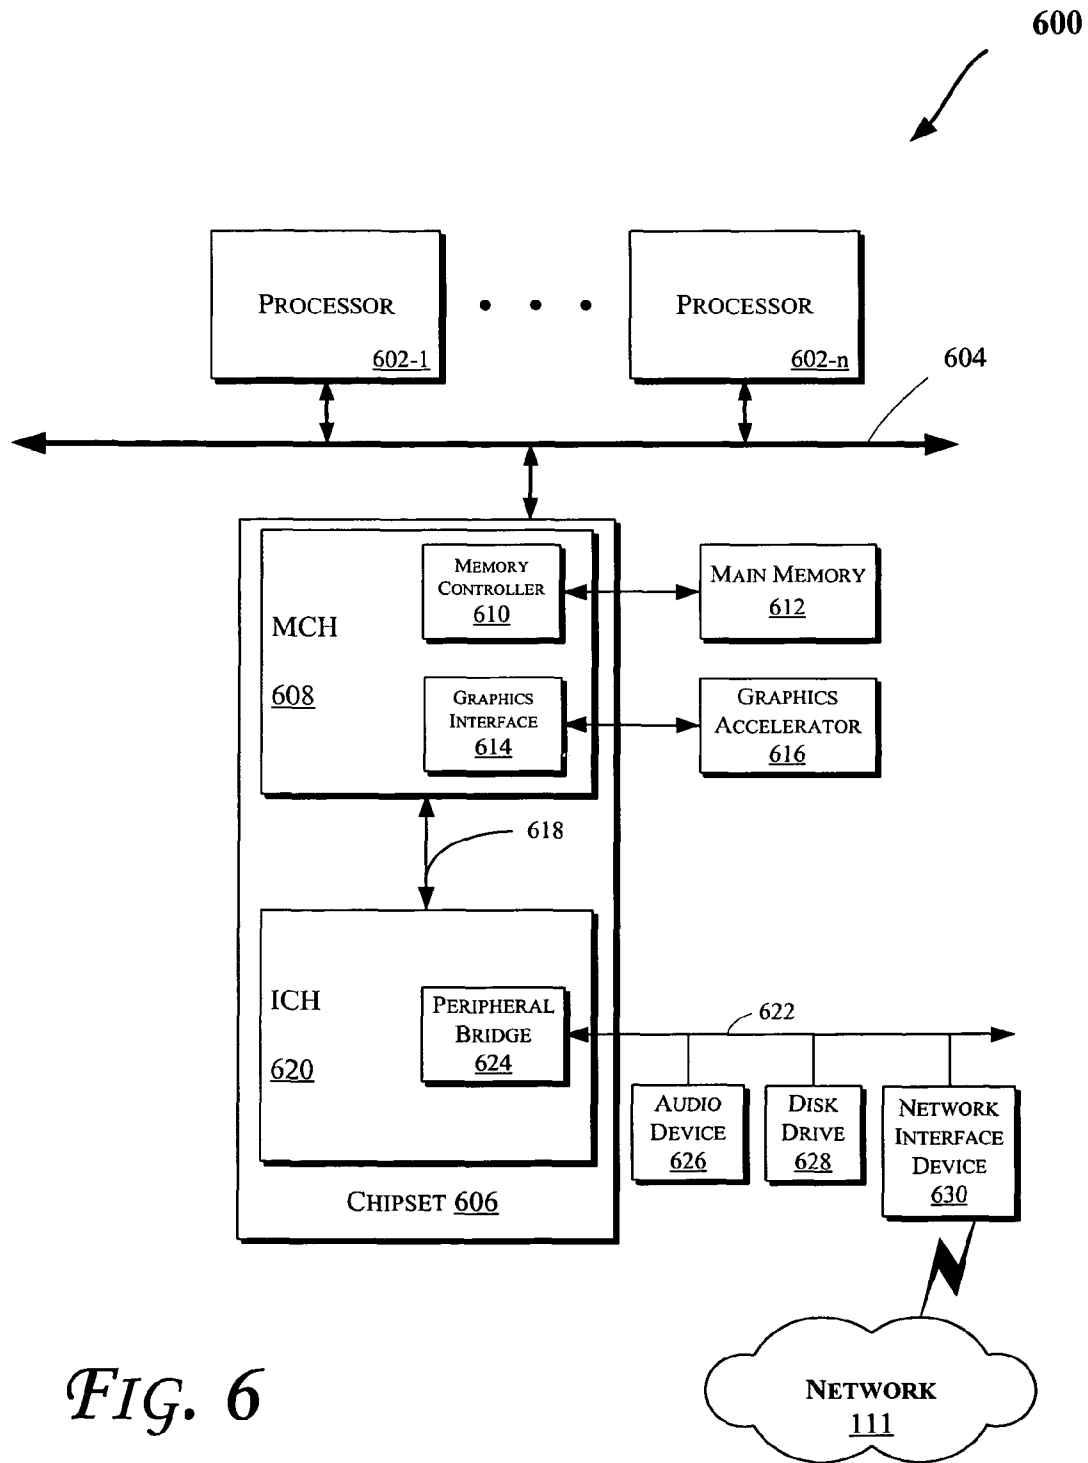 600
PROCESSOR
602-1
PROCESSOR
602-n
604
MCH
608
MEMORY
CONTROLLER
610
MAIN MEMORY
612
GRAPHICS
INTERFACE
614
GRAPHICS
ACCELERATOR
616
618
ICH
620
PERIPHERAL
BRIDGE
624
622
AUDIO
DEVICE
626
DISK
DRIVE
628
NETWORK
INTERFACE
DEVICE
630
CHIPSET 606
NETWORK
111
FIG. 6